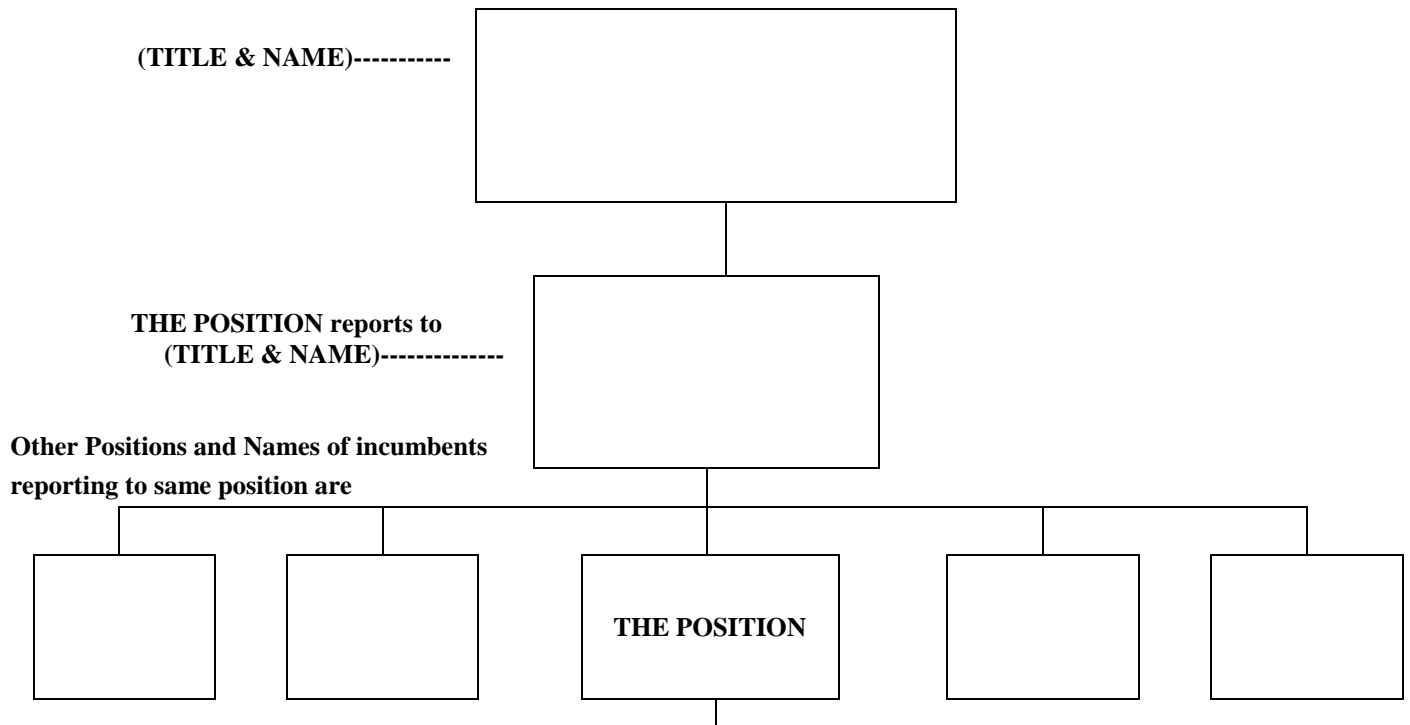 (TITLE & NAME)-----------
THE POSITION reports to
(TITLE & NAME)--------------
Other Positions and Names of incumbents
reporting to same position are
THE POSITION